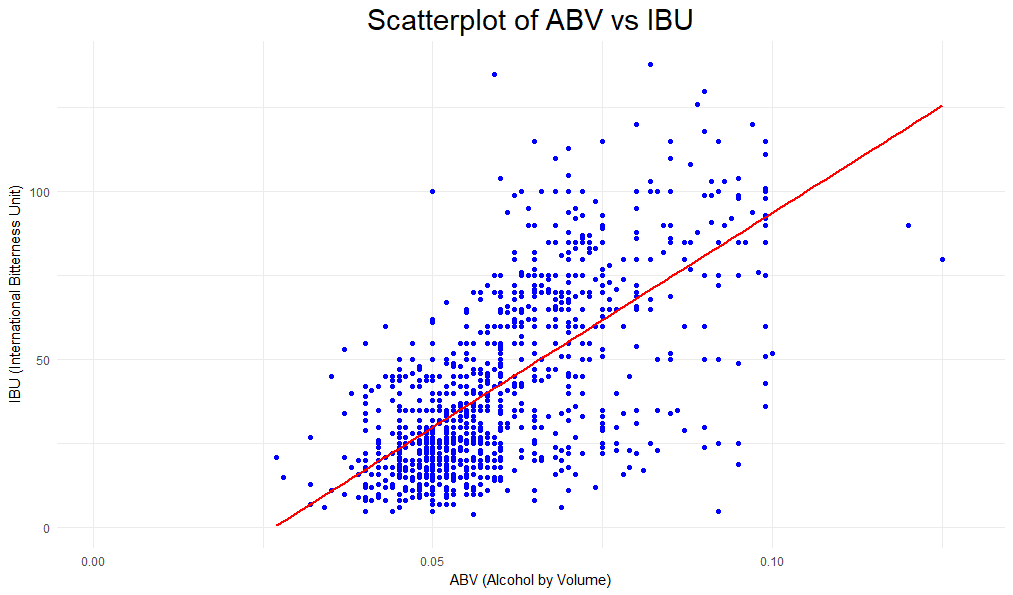 Scatterplot of ABV vs IBU
IBU (International Bitterness Unit)
100
50
0
0.00
0.05
0.10
ABV (Alcohol by Volume)